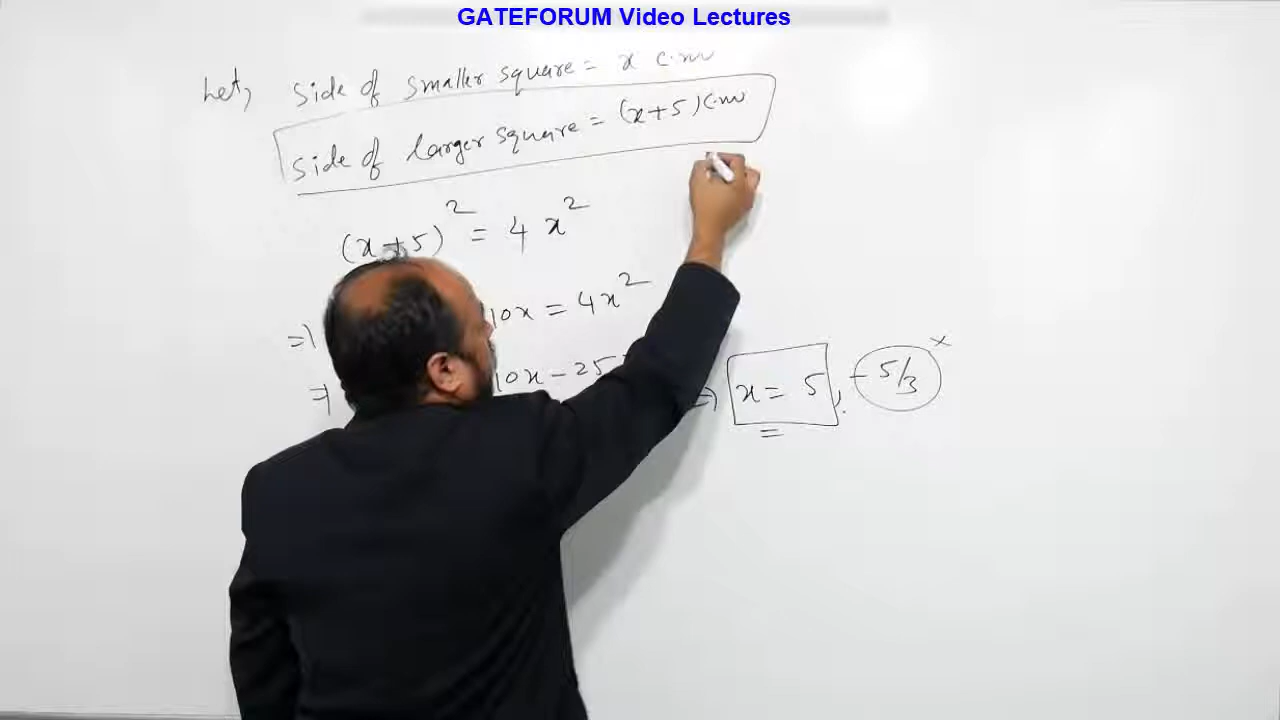 GATEFORUM Video Lectures
Let, Side of smaller square = x c.m
Side of larger square = (x+5) c.m
(x+5)² = 4x²
=) 10x = 4x²
=) 10x - 25 =) x = 5, -5/3 x
=